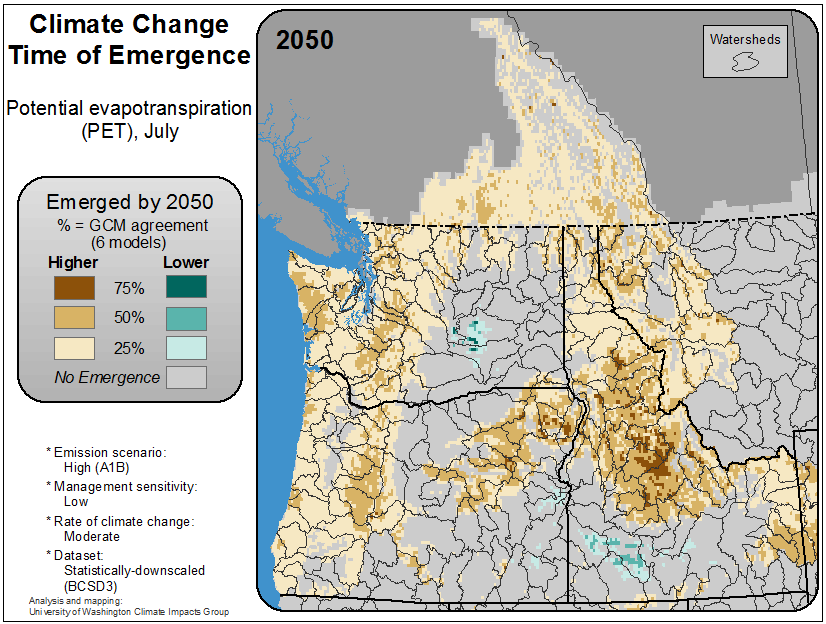 Climate Change
Time of Emergence
Potential evapotranspiration
(PET), July
Emerged by 2050
% = GCM agreement
(6 models)
Higher
Lower
75%
50%
25%
No Emergence
* Emission scenario:
High (A1B)
* Management sensitivity:
Low
* Rate of climate change:
Moderate
* Dataset:
Statistically-downscaled
(BCSD3)
Analysis and mapping:
University of Washington Climate Impacts Group
2050
Watersheds